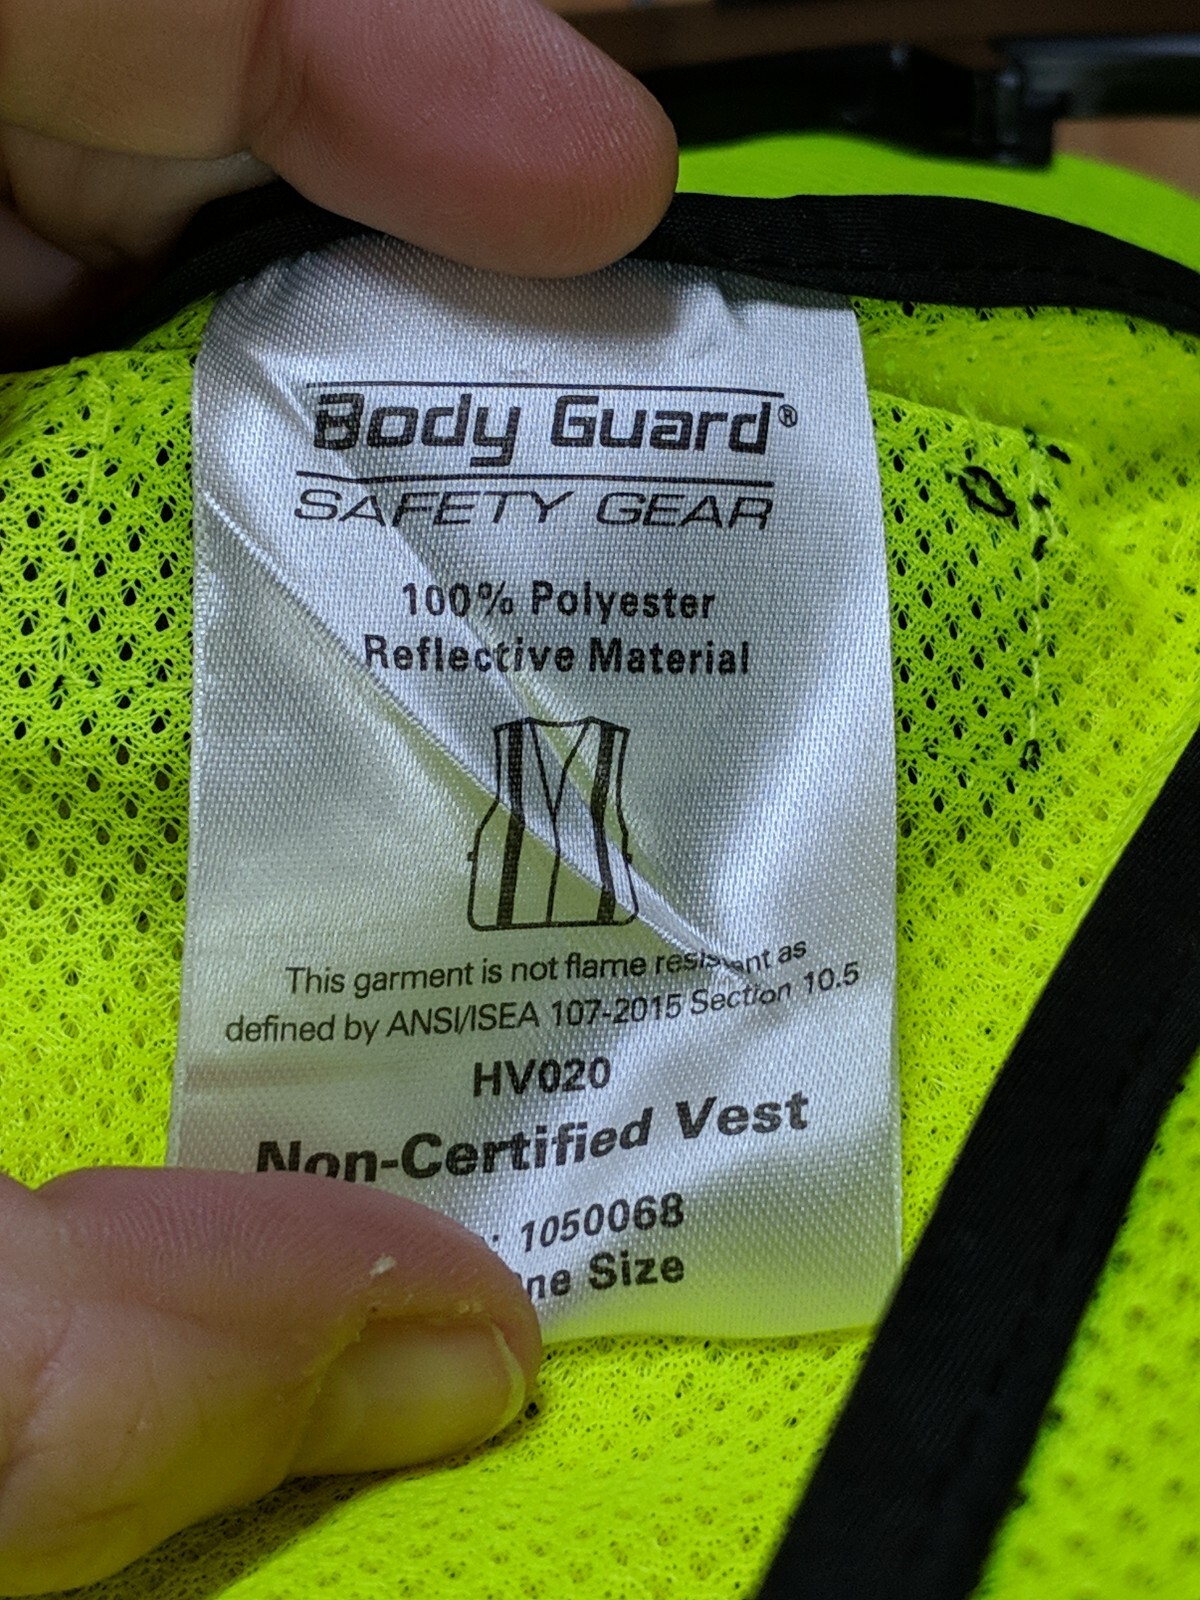 Body Guard®
SAFETY GEAR
100% Polyester
Reflective Material
This garment is not flame resistant as
defined by ANSI/ISEA 107-2015 Section 10.5
HV020
Non-Certified Vest
: 1050068
Size